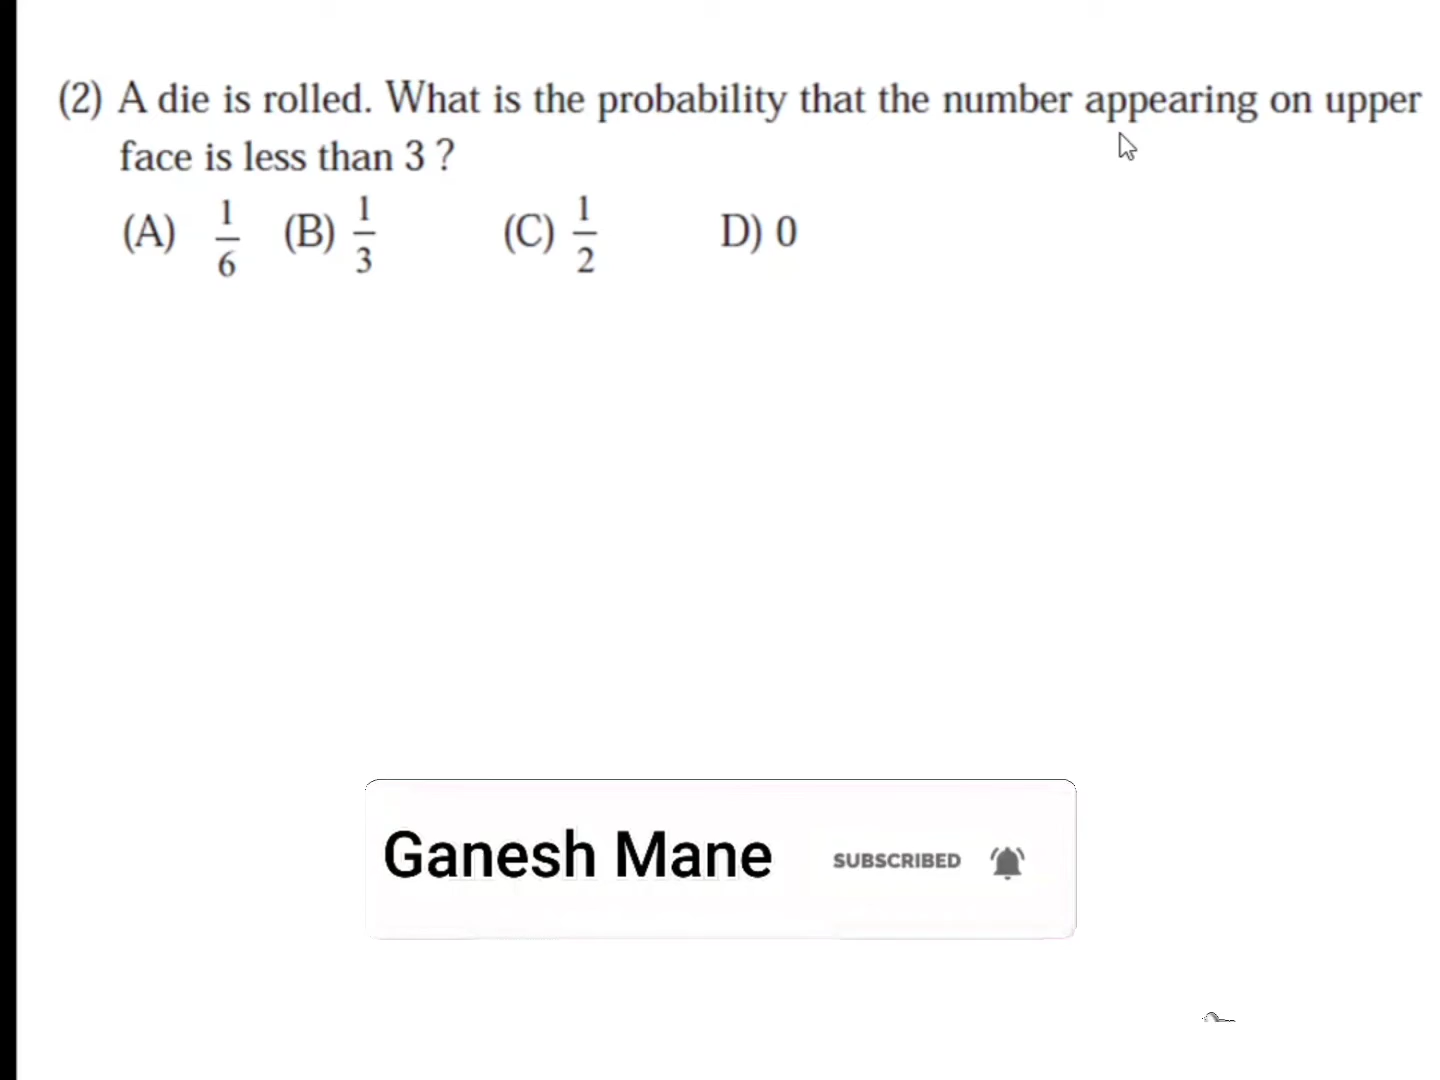 (2) A die is rolled. What is the probability that the number appearing on upper
face is less than 3 ?
(A) 1/6 (B) 1/3 (C) 1/2 D) 0
Ganesh Mane SUBSCRIBED